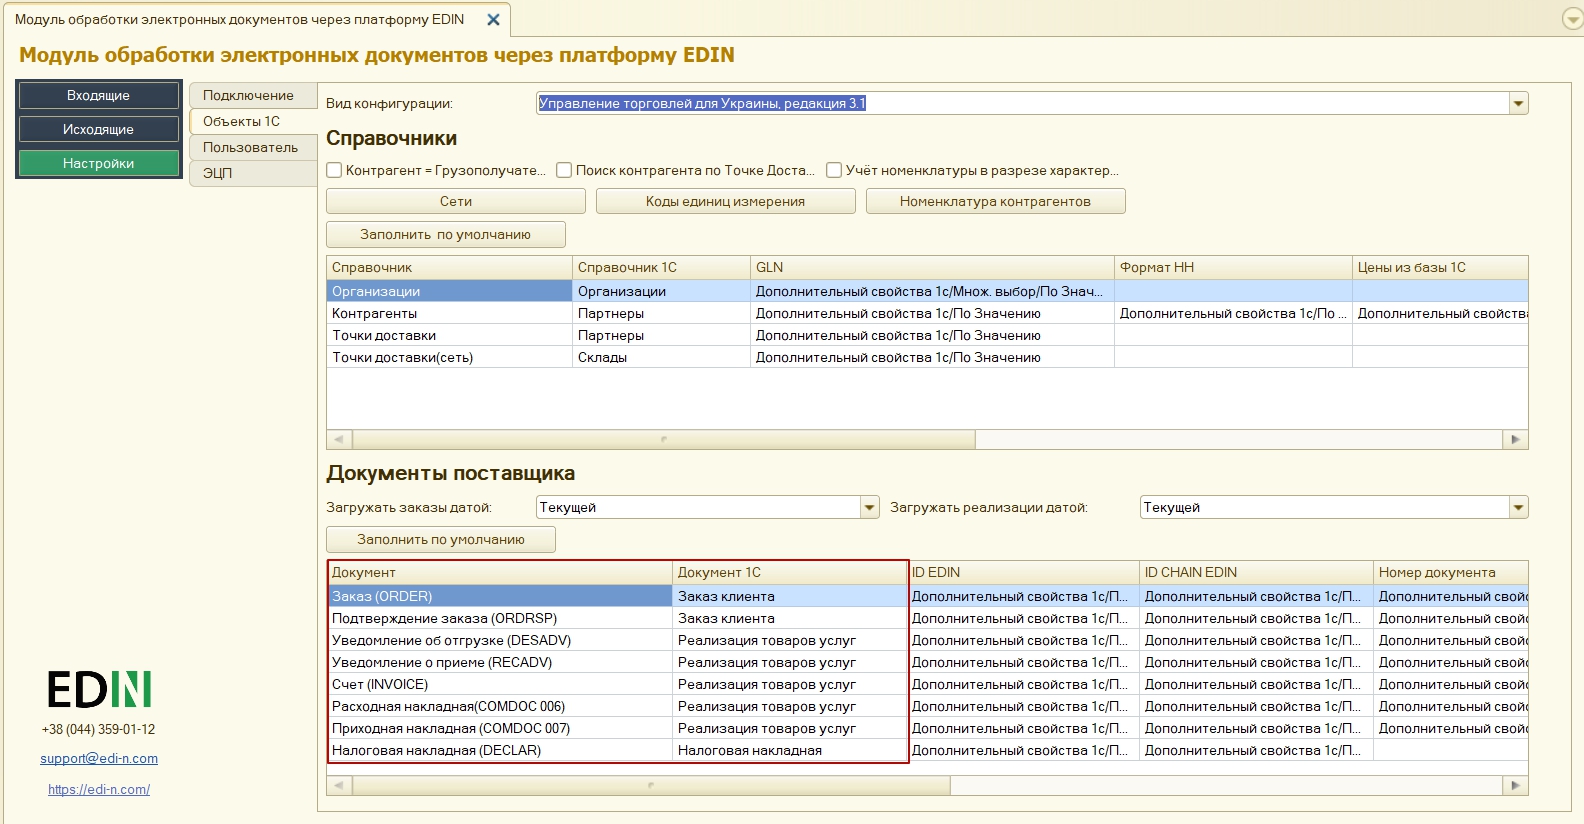 Модуль обработки электронных документов через платформу EDIN
Модуль обработки электронных документов через платформу EDIN
Входящие
Исходящие
Настройки
Подключение
Объекты 1С
Пользователь
ЭЦП
Вид конфигурации: Управление торговлей для Украины, редакция 3.1
Справочники
Контрагент = Грузополучате... Поиск контрагента по Точке Доста... Учёт номенклатуры в разрезе характер...
Сети Коды единиц измерения Номенклатура контрагентов
Заполнить по умолчанию
Справочник Справочник 1С GLN Формат НН Цены из базы 1С
Организации Организации Дополнительный свойства 1с/Множ. выбор/По Знач...
Контрагенты Партнеры Дополнительный свойства 1с/По Значению Дополнительный свойства 1с/По ... Дополнительный свойства
Точки доставки Партнеры Дополнительный свойства 1с/По Значению
Точки доставки(сеть) Склады Дополнительный свойства 1с/По Значению
Документы поставщика
Загружать заказы датой: Текущей Загружать реализации датой: Текущей
Заполнить по умолчанию
Документ Документ 1С ID EDIN ID CHAIN EDIN Номер документа
Заказ (ORDER) Заказ клиента Дополнительный свойства 1с/П... Дополнительный свойства 1с/П... Дополнительный свойс
Подтверждение заказа (ORDRSP) Заказ клиента Дополнительный свойства 1с/П... Дополнительный свойства 1с/П... Дополнительный свойс
Уведомление об отгрузке (DESADV) Реализация товаров услуг Дополнительный свойства 1с/П... Дополнительный свойства 1с/П... Дополнительный свойс
Уведомление о приеме (RECADV) Реализация товаров услуг Дополнительный свойства 1с/П... Дополнительный свойства 1с/П... Дополнительный свойс
Счет (INVOICE) Реализация товаров услуг Дополнительный свойства 1с/П... Дополнительный свойства 1с/П... Дополнительный свойс
Расходная накладная(COMDOC 006) Реализация товаров услуг Дополнительный свойства 1с/П... Дополнительный свойства 1с/П... Дополнительный свойс
Приходная накладная (COMDOC 007) Реализация товаров услуг Дополнительный свойства 1с/П... Дополнительный свойства 1с/П... Дополнительный свойс
Налоговая накладная (DECLAR) Налоговая накладная Дополнительный свойства 1с/П... Дополнительный свойства 1с/П...
EDIN
+38 (044) 359-01-12
support@edi-n.com
https://edi-n.com/